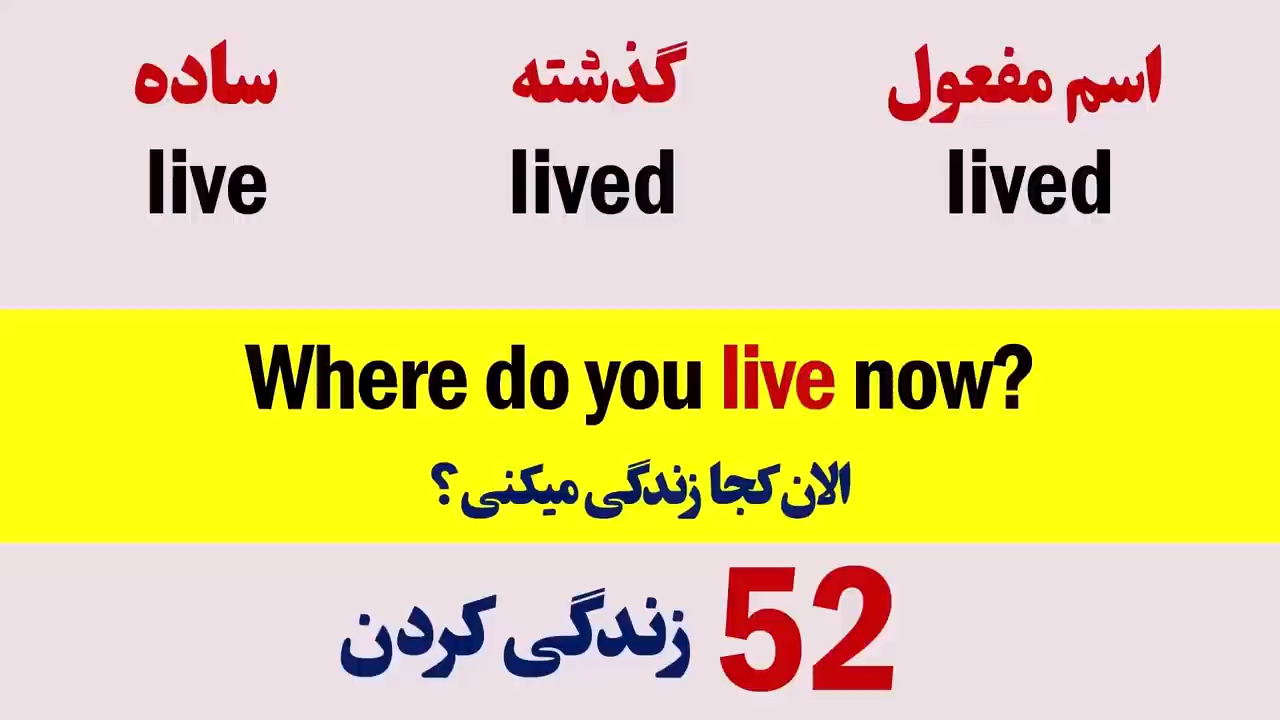 ساده گذشته اسم مفعول
live lived lived
Where do you live now?
الان کجا زندگی میکنی ؟
52 زندگی کردن